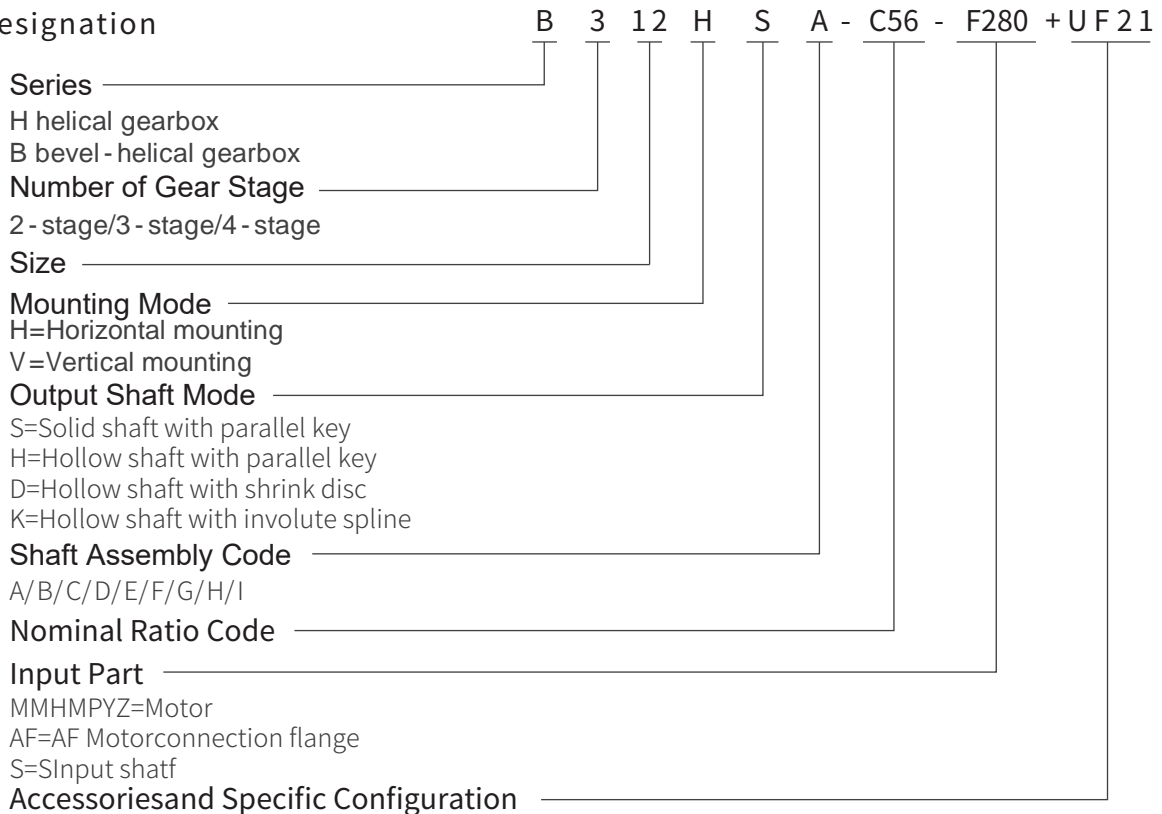 esignation
B 3 12 H S A - C56 - F280 + UF21
Series
H helical gearbox
B bevel-helical gearbox
Number of Gear Stage
2-stage/3-stage/4-stage
Size
Mounting Mode
H=Horizontal mounting
V=Vertical mounting
Output Shaft Mode
S=Solid shaft with parallel key
H=Hollow shaft with parallel key
D=Hollow shaft with shrink disc
K=Hollow shaft with involute spline
Shaft Assembly Code
A/B/C/D/E/F/G/H/I
Nominal Ratio Code
Input Part
MMHMPYZ=Motor
AF=AF Motorconnection flange
S=SInput shatf
Accessoriesand Specific Configuration